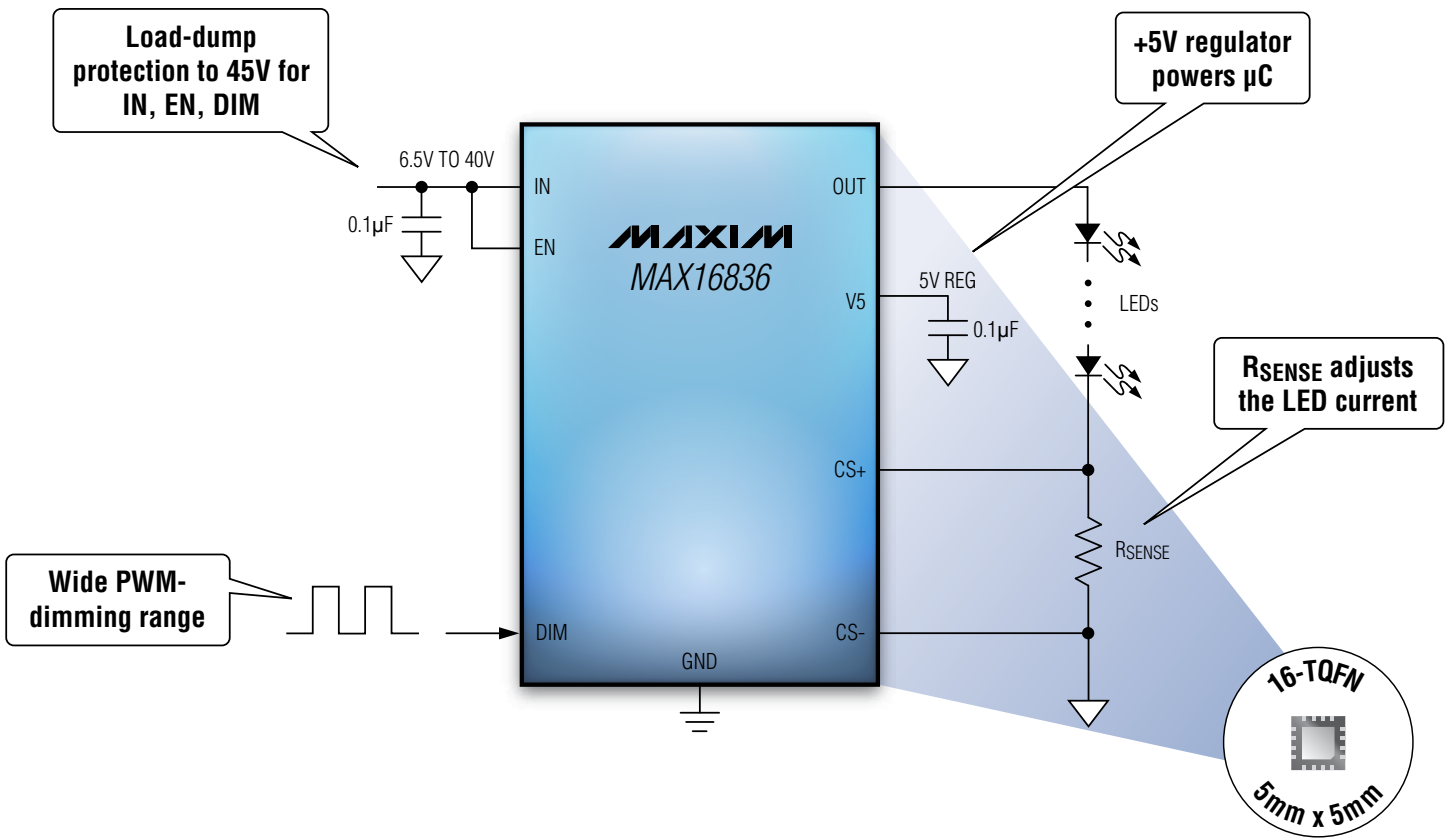 Load-dump
protection to 45V for
IN, EN, DIM
+5V regulator
powers µC
6.5V TO 40V
0.1µF
IN
EN
OUT
MAXIM
MAX16836
V5
5V REG
0.1µF
LEDs
RSENSE adjusts
the LED current
CS+
RSENSE
Wide PWM-
dimming range
DIM
CS-
GND
16-TQFN
5mm x 5mm